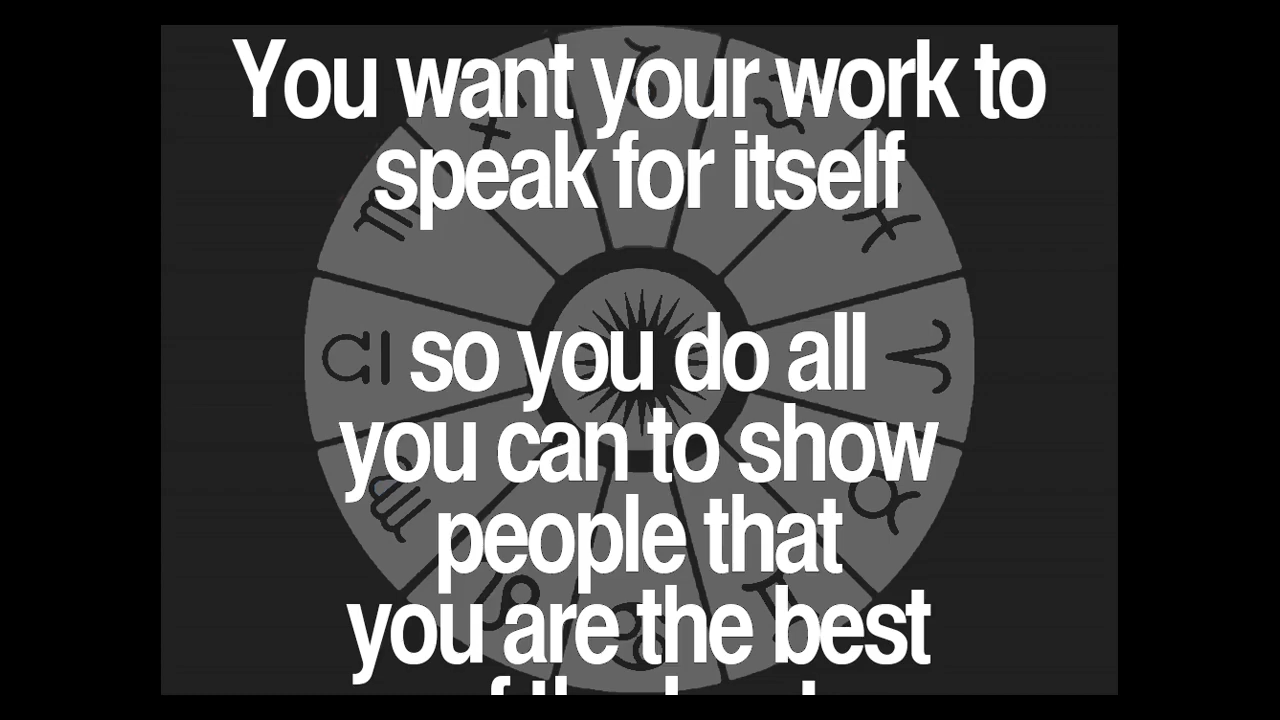 You want your work to
speak for itself
so you do all
you can to show
people that
you are the best